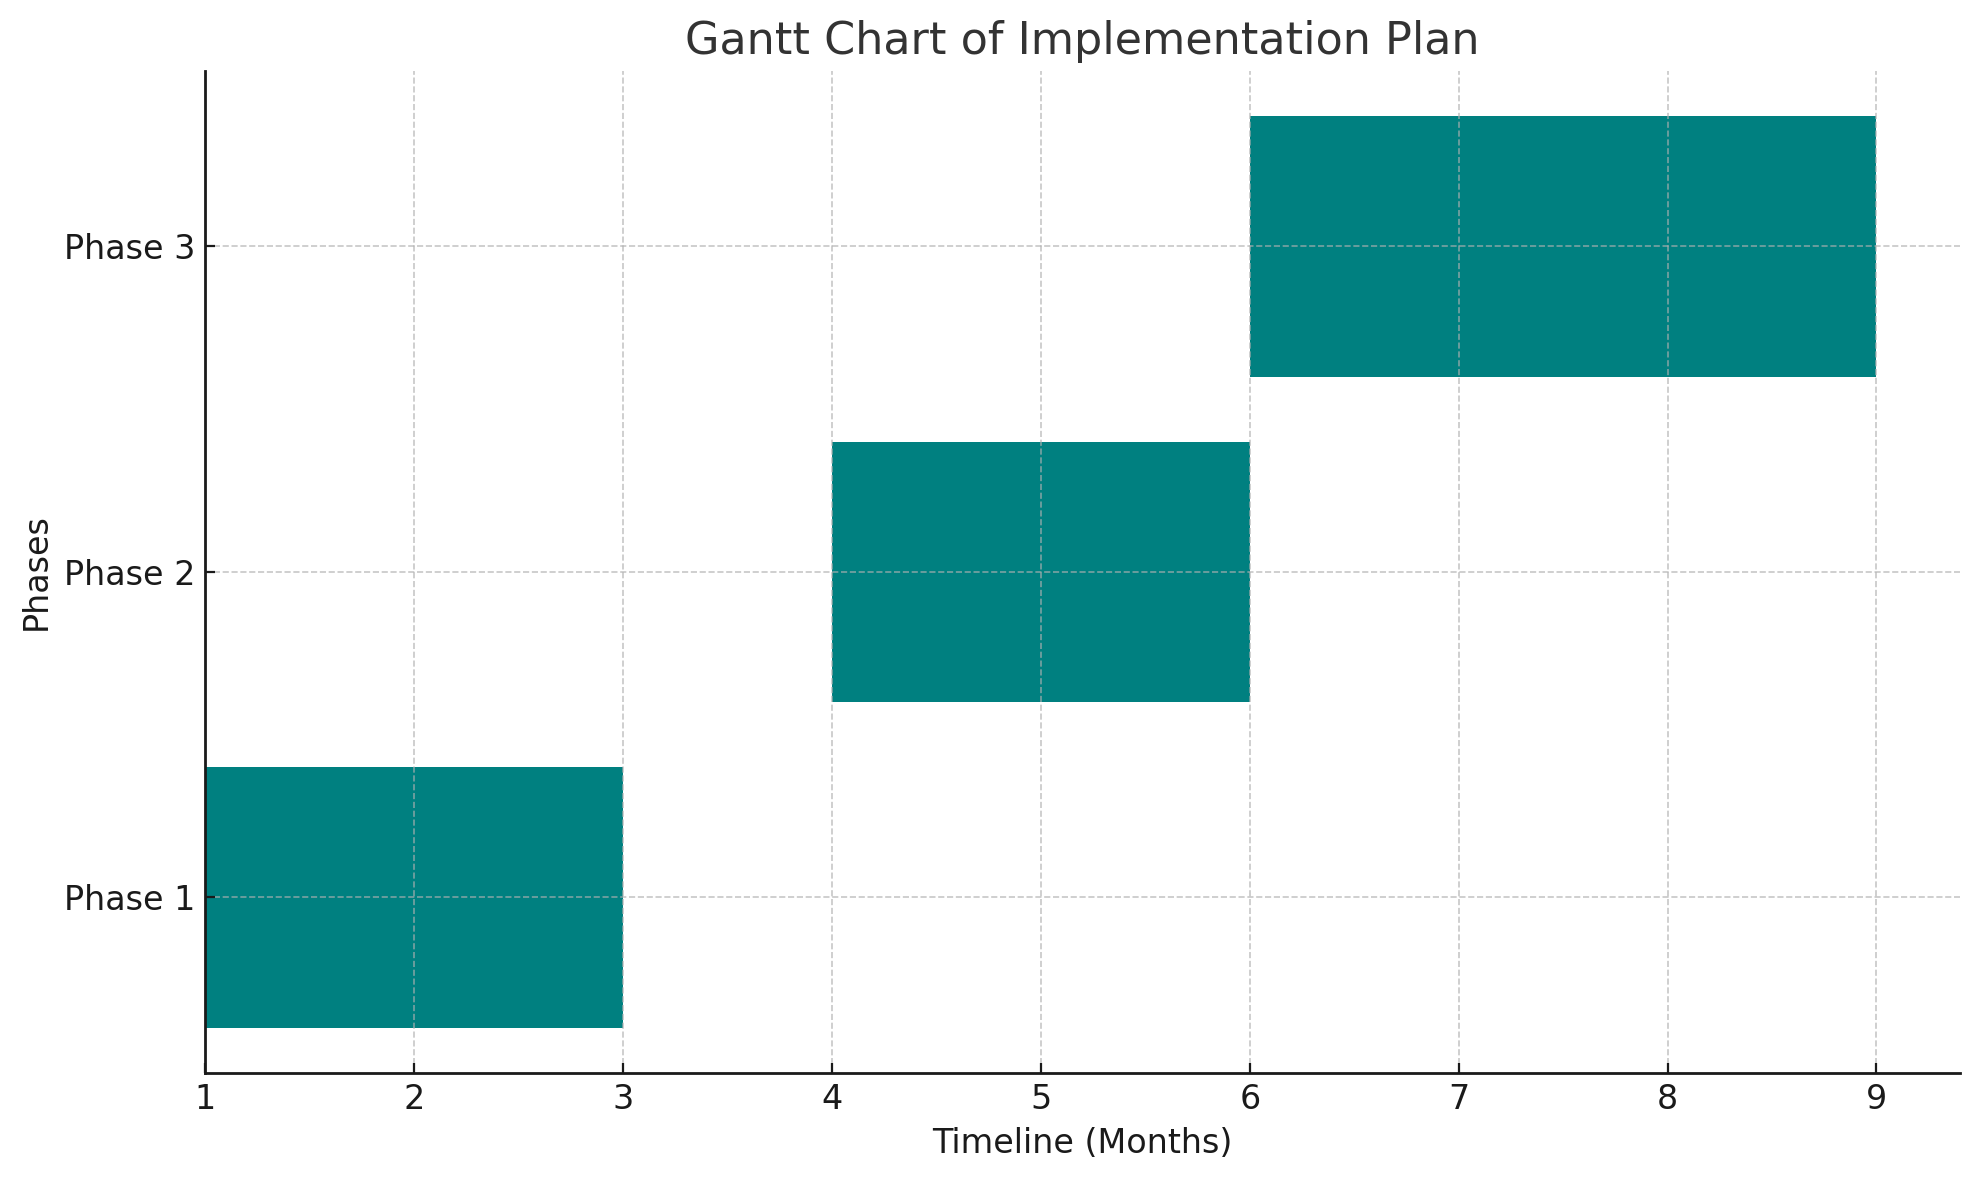 Gantt Chart of Implementation Plan
Phase 3
Phase 2
Phase 1
Phases
1 2 3 4 5 6 7 8 9
Timeline (Months)